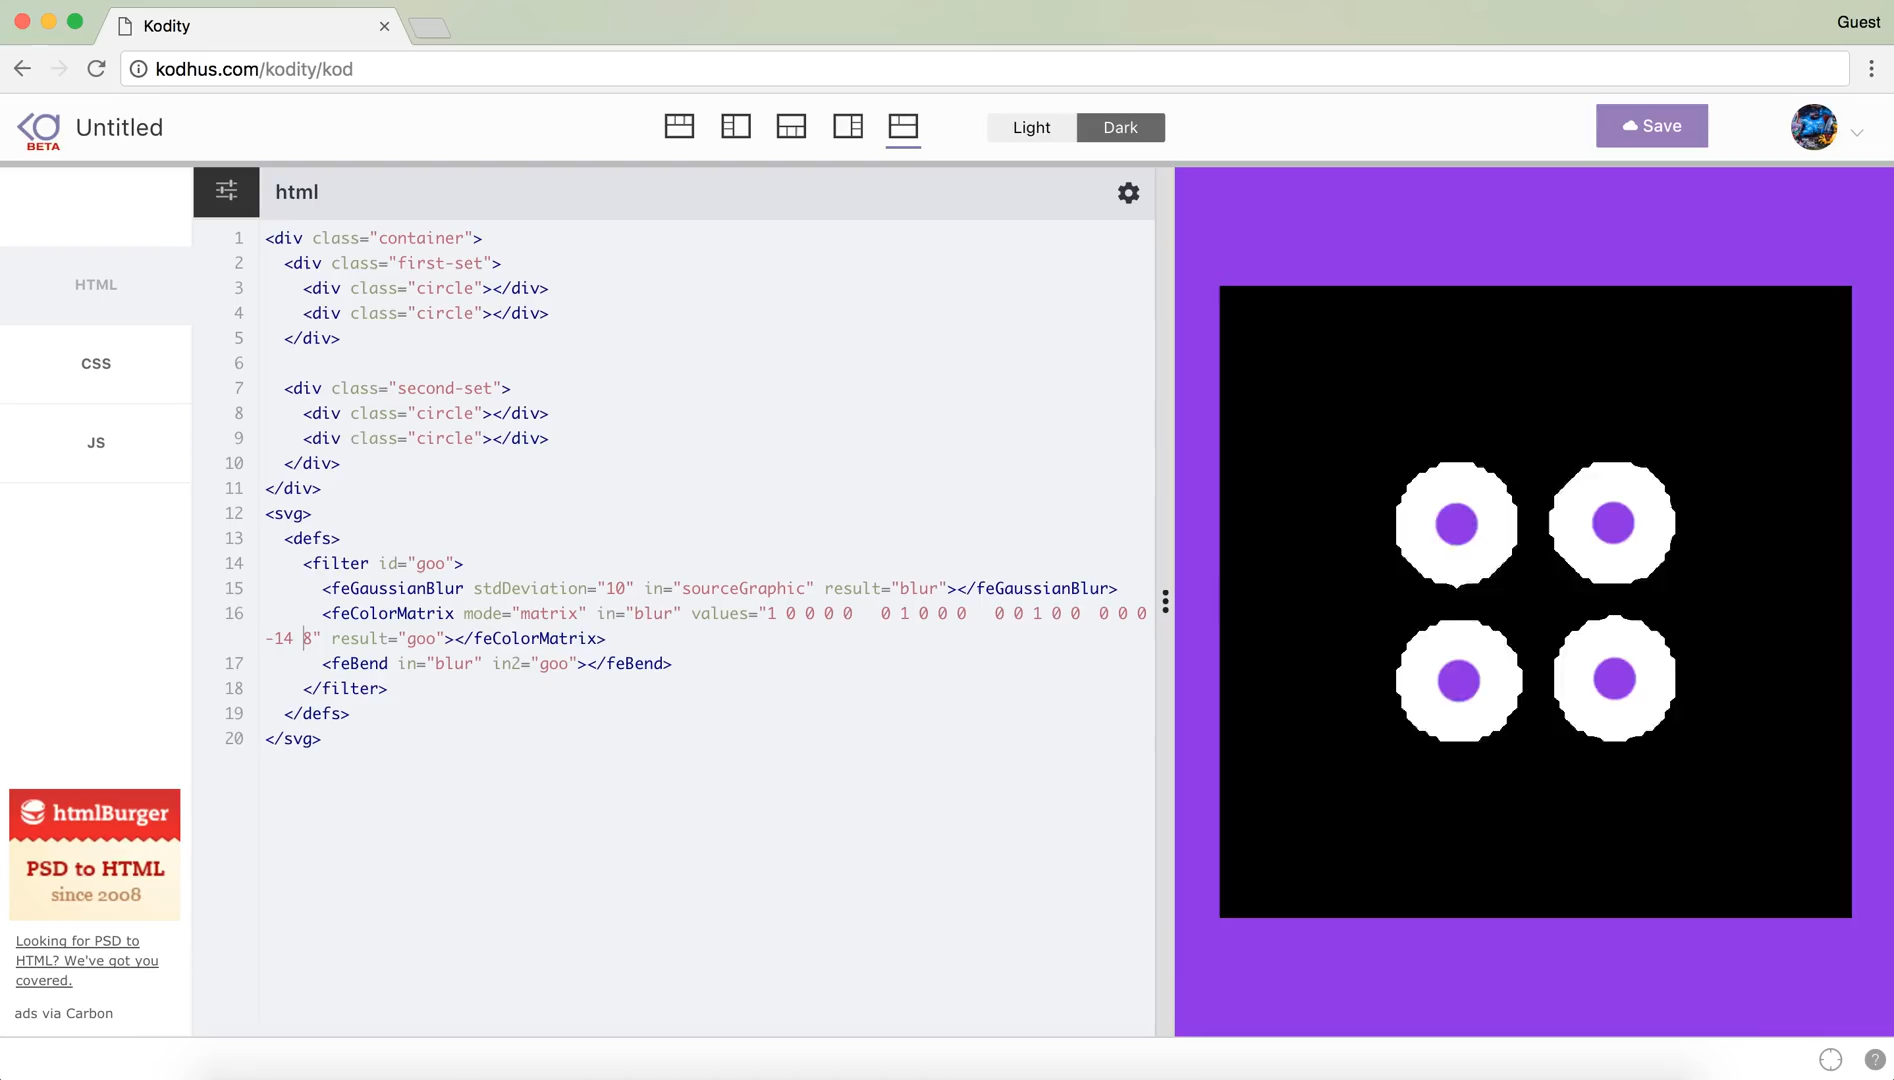 Kodity
Guest
kodhus.com/kodity/kod
BETA
Untitled
Light
Dark
Save
html
HTML
CSS
JS
1 <div class="container">
2 <div class="first-set">
3 <div class="circle"></div>
4 <div class="circle"></div>
5 </div>
6
7 <div class="second-set">
8 <div class="circle"></div>
9 <div class="circle"></div>
10 </div>
11 </div>
12 <svg>
13 <defs>
14 <filter id="goo">
15 <feGaussianBlur stdDeviation="10" in="sourceGraphic" result="blur"></feGaussianBlur>
16 <feColorMatrix mode="matrix" in="blur" values="1 0 0 0 0   0 1 0 0 0   0 0 1 0 0  0 0 0
-14 8" result="goo"></feColorMatrix>
17 <feBend in="blur" in2="goo"></feBend>
18 </filter>
19 </defs>
20 </svg>
htmlBurger
PSD to HTML
since 2008
Looking for PSD to
HTML? We've got you
covered.
ads via Carbon
?